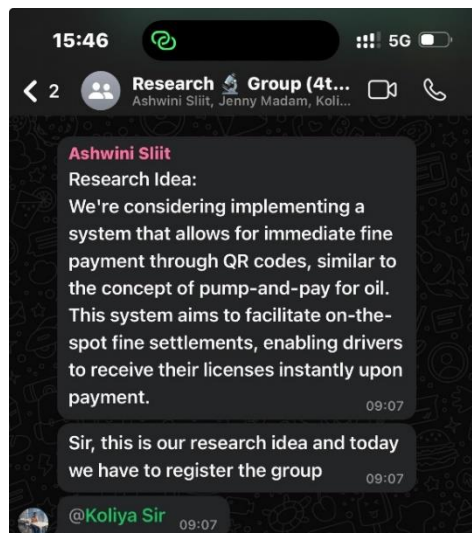 15:46
5G
2
Research 🔬 Group (4t...
Ashwini Sliit, Jenny Madam, Koli...
Ashwini Sliit
Research Idea:
We're considering implementing a
system that allows for immediate fine
payment through QR codes, similar to
the concept of pump-and-pay for oil.
This system aims to facilitate on-the-
spot fine settlements, enabling drivers
to receive their licenses instantly upon
payment.
09:07
Sir, this is our research idea and today
we have to register the group
09:07
@Koliya Sir
09:07